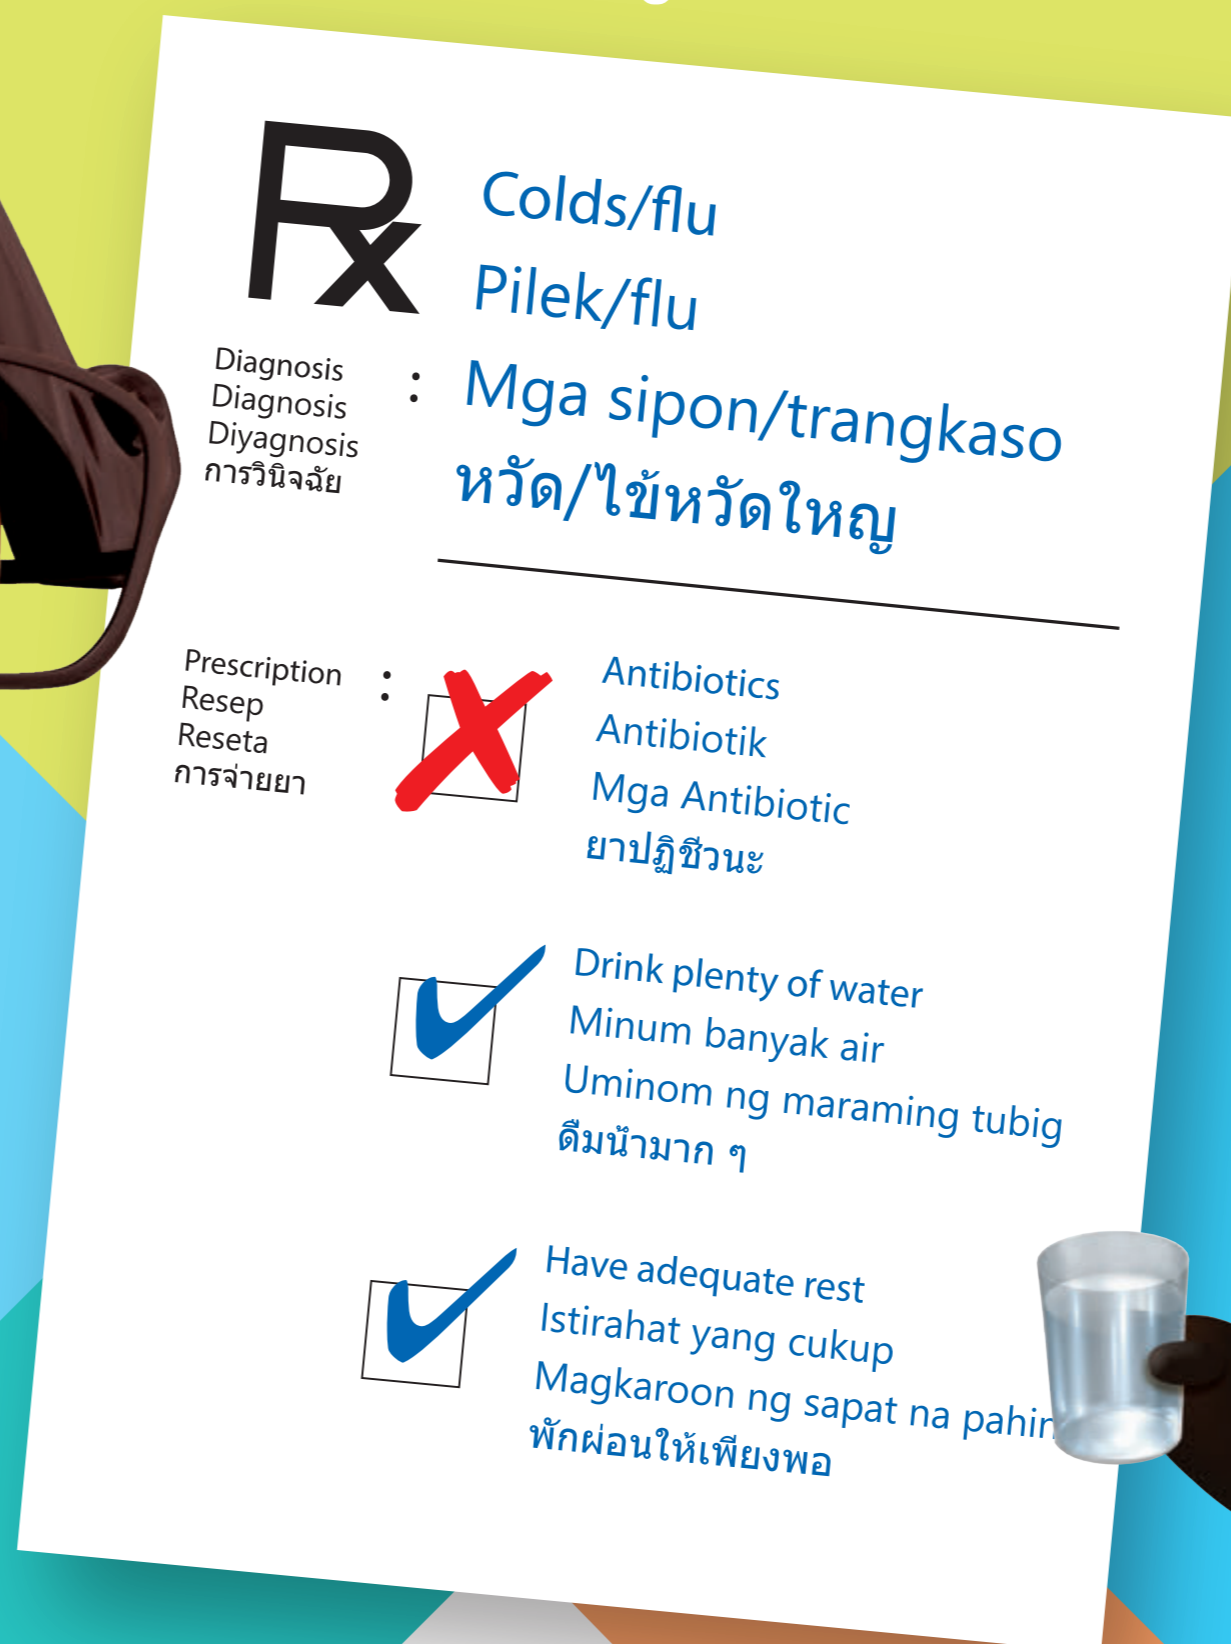 Rx
Colds/flu
Pilek/flu
Mga sipon/trangkaso
หวัด/ไข้หวัดใหญ่
Diagnosis :
Diagnosis
Diyagnosis
การวินิจฉัย
Prescription :
Resep
Reseta
การจ่ายยา
Antibiotics
Antibiotik
Mga Antibiotic
ยาปฏิชีวนะ
Drink plenty of water
Minum banyak air
Uminom ng maraming tubig
ดื่มน้ำมาก ๆ
Have adequate rest
Istirahat yang cukup
Magkaroon ng sapat na
พักผ่อนให้เพียงพอ